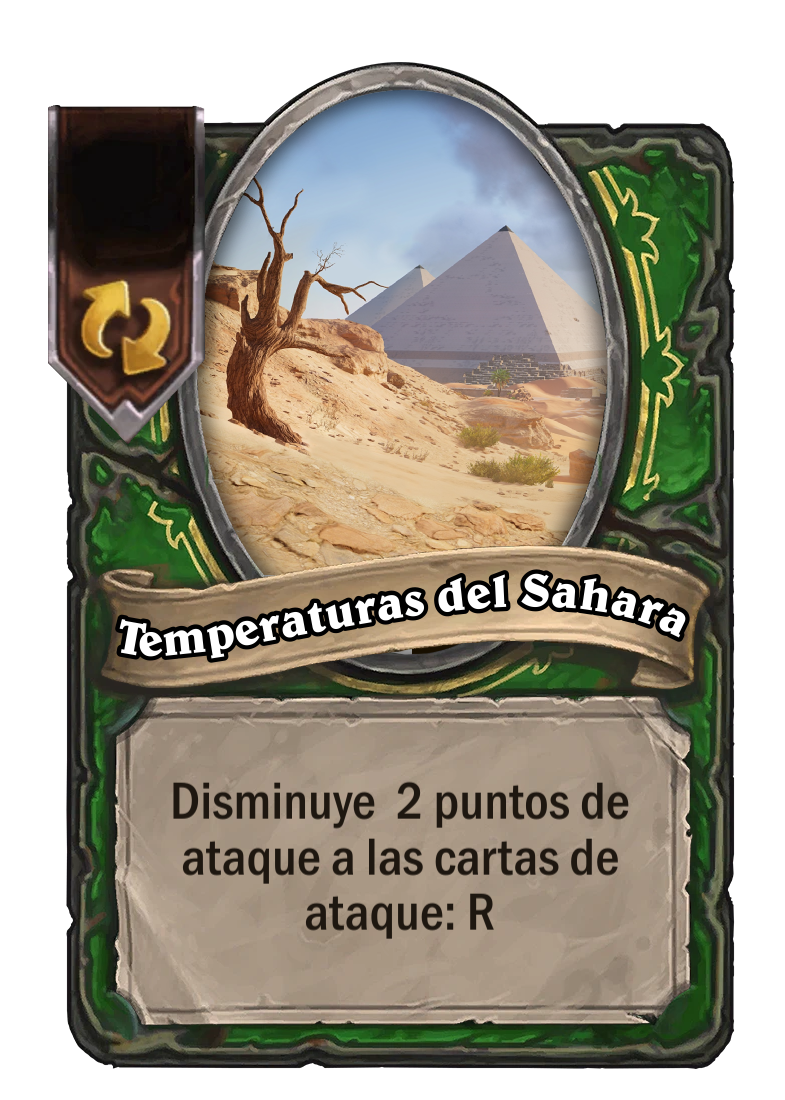 Temperaturas del Sahara
Disminuye 2 puntos de
ataque a las cartas de
ataque: R